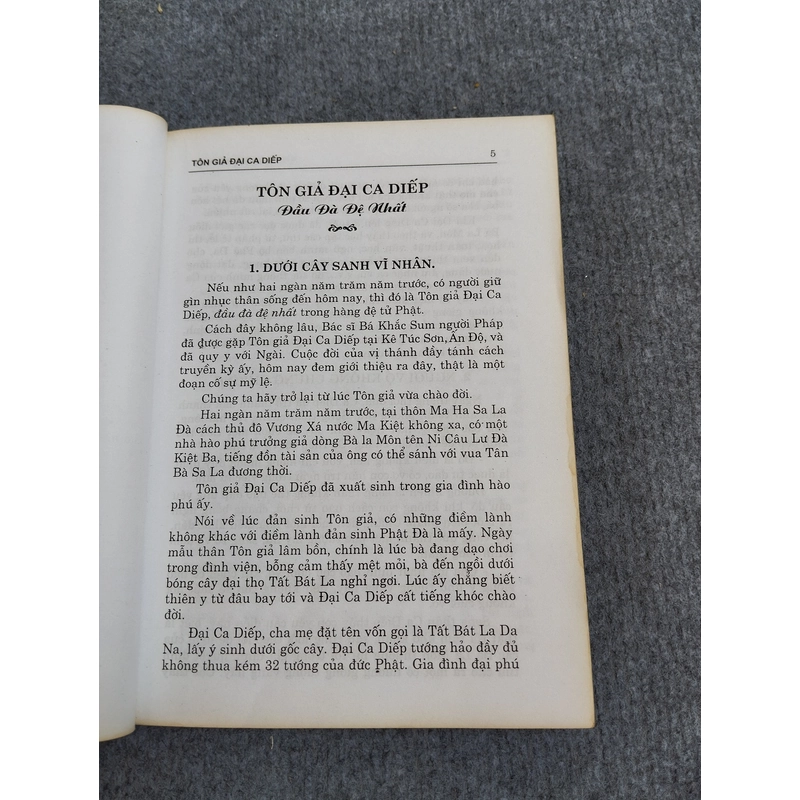 TÔN GIẢ ĐẠI CA DIẾP 5
TÔN GIẢ ĐẠI CA DIẾP
Đầu Đà Đệ Nhất
1. DƯỚI CÂY SANH VĨ NHÂN.
Nếu như hai ngàn năm trăm năm trước, có người giữ
gìn nhục thân sống đến hôm nay, thì đó là Tôn giả Đại Ca
Diếp, đầu đà đệ nhất trong hàng đệ tử Phật.
Cách đây không lâu, Bác sĩ Bá Khắc Sum người Pháp
đã được gặp Tôn giả Đại Ca Diếp tại Kê Túc Sơn, Ấn Độ, và
đã quy y với Ngài. Cuộc đời của vị thánh đầy tánh cách
truyền kỳ ấy, hôm nay đem giới thiệu ra đây, thật là một
đoạn cố sự mỹ lệ.
Chúng ta hãy trở lại từ lúc Tôn giả vừa chào đời.
Hai ngàn năm trăm năm trước, tại thôn Ma Ha Sa La
Đà cách thủ đô Vương Xá nước Ma Kiệt không xa, có một
nhà hào phú trưởng giả dòng Bà la Môn tên Ni Câu Lư Đà
Kiệt Ba, tiếng đồn tài sản của ông có thể sánh với vua Tân
Bà Sa La đương thời.
Tôn giả Đại Ca Diếp đã xuất sinh trong gia đình hào
phú ấy.
Nói về lúc đản sinh Tôn giả, có những điềm lành
không khác với điềm lành đản sinh Phật Đà là mấy. Ngày
mẫu thân Tôn giả lâm bồn, chính là lúc bà đang dạo chơi
trong đình viện, bỗng cảm thấy mệt mỏi, bà đến ngồi dưới
bóng cây đại thọ Tất Bát La nghỉ ngơi. Lúc ấy chẳng biết
thiên y từ đâu bay tới và Đại Ca Diếp cất tiếng khóc chào
đời.
Đại Ca Diếp, cha mẹ đặt tên vốn gọi là Tất Bát La Da
Na, lấy ý sinh dưới gốc cây. Đại Ca Diếp tướng hảo đầy đủ
không thua kém 32 tướng của đức Phật. Gia đình đại phú